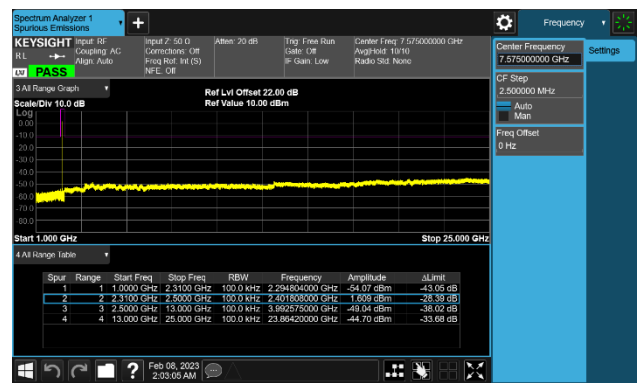 Spectrum Analyzer 1
Spurious Emissions
Frequency
KEYSIGHT Input: RF Input Z: 50 Ω Atten: 20 dB Trig: Free Run Center Freq: 7.575000000 GHz
R L Coupling: AC Corrections: Off Gate: Off Avg|Hold: 10/10
Align: Auto Freq Ref: Int (S) IF Gain: Low Radio Std: None
NFE: Off
LXI PASS
Center Frequency
7.575000000 GHz
Settings
CF Step
2.500000 MHz
Auto
Man
Freq Offset
0 Hz
3 All Range Graph
Ref Lvl Offset 22.00 dB
Scale/Div 10.0 dB Ref Value 10.00 dBm
Log
0.00
-10.0
-20.0
-30.0
-40.0
-50.0
-60.0
-70.0
-80.0
Start 1.000 GHz Stop 25.000 GHz
4 All Range Table
Spur Range Start Freq Stop Freq RBW Frequency Amplitude ΔLimit
1 1 1.0000 GHz 2.3100 GHz 100.0 kHz 2.294804000 GHz -54.07 dBm -43.05 dB
2 2 2.3100 GHz 2.5000 GHz 100.0 kHz 2.401808000 GHz 1.609 dBm -28.39 dB
3 3 2.5000 GHz 13.000 GHz 100.0 kHz 3.992575000 GHz -49.04 dBm -38.02 dB
4 4 13.000 GHz 25.000 GHz 100.0 kHz 23.86420000 GHz -44.70 dBm -33.68 dB
? Feb 08, 2023
2:03:05 AM